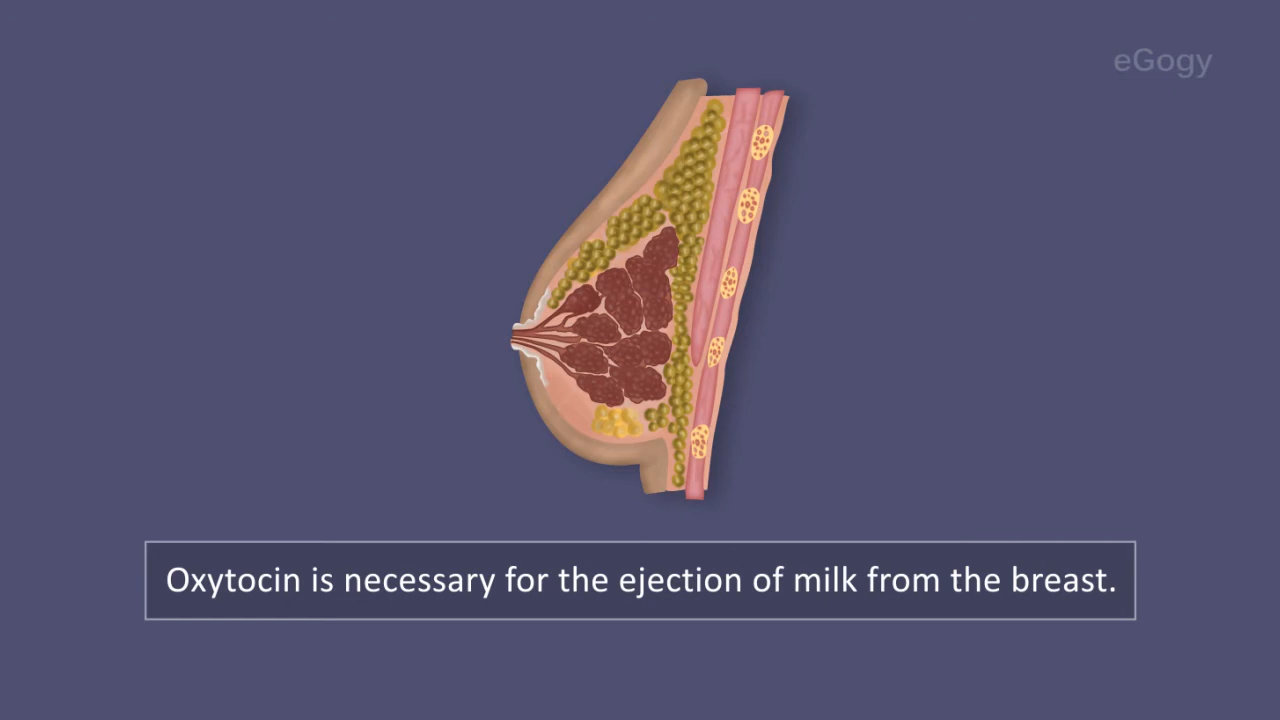 eGogy
Oxytocin is necessary for the ejection of milk from the breast.